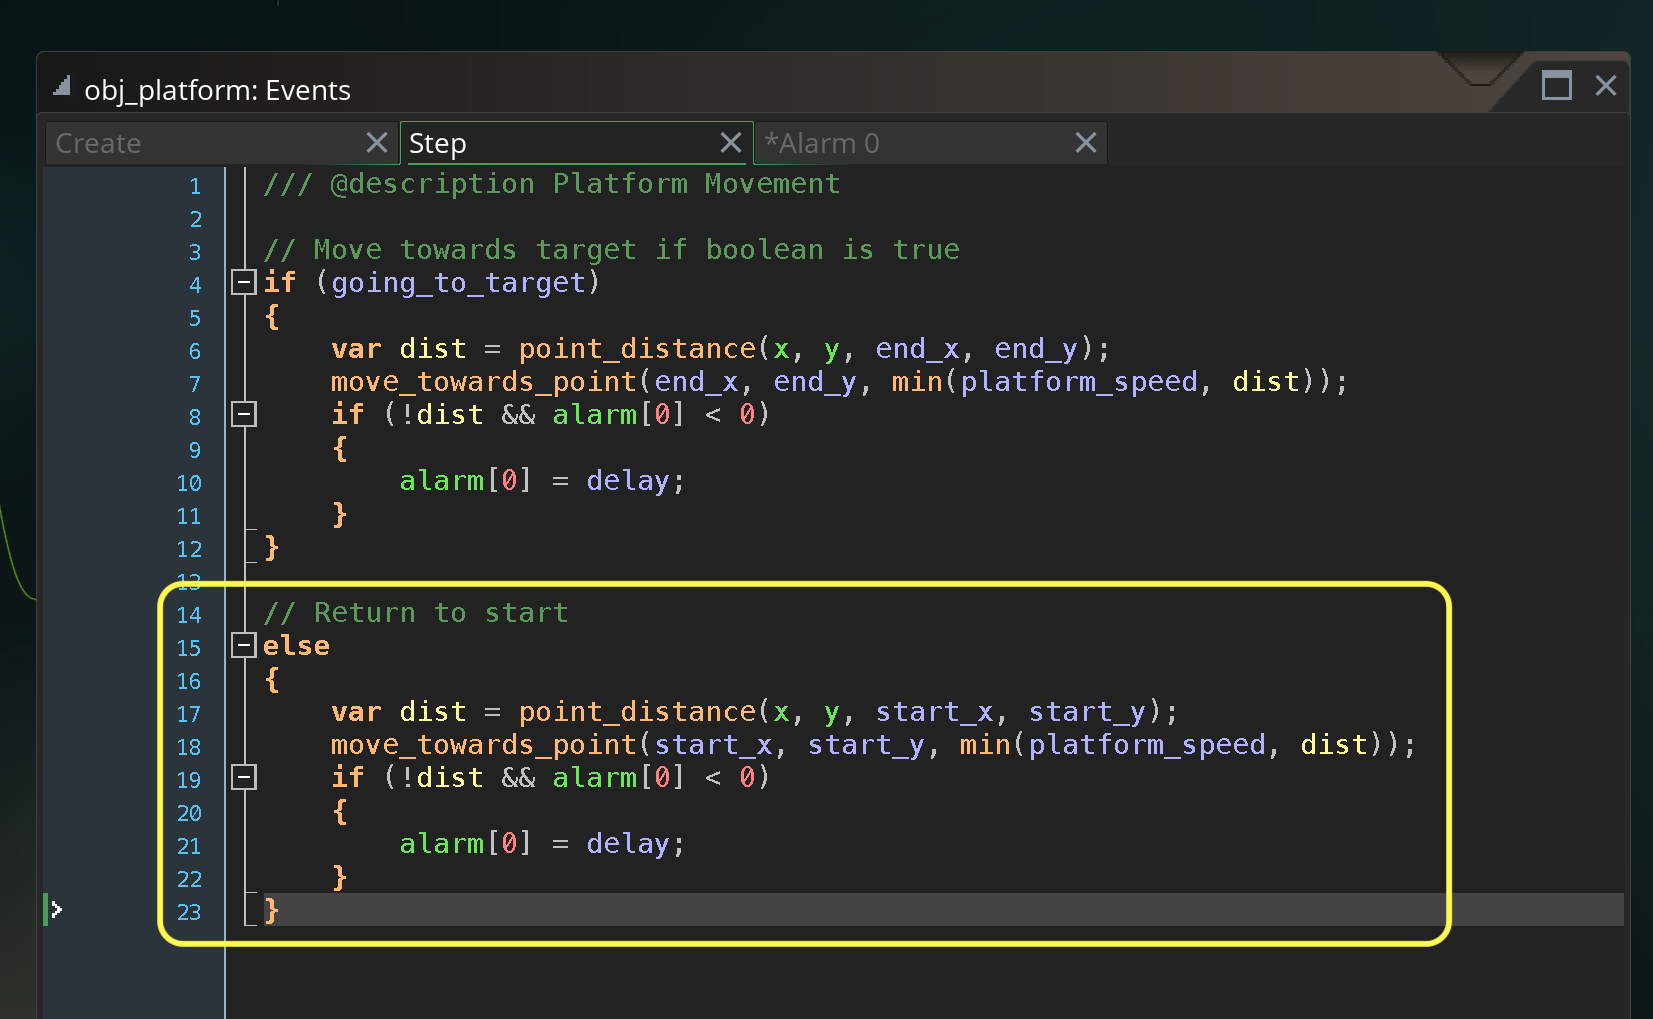 obj_platform: Events
Create Step *Alarm 0
1 /// @description Platform Movement
2
3 // Move towards target if boolean is true
4 if (going_to_target)
5 {
6 var dist = point_distance(x, y, end_x, end_y);
7 move_towards_point(end_x, end_y, min(platform_speed, dist));
8 if (!dist && alarm[0] < 0)
9 {
10 alarm[0] = delay;
11 }
12 }
13
14 // Return to start
15 else
16 {
17 var dist = point_distance(x, y, start_x, start_y);
18 move_towards_point(start_x, start_y, min(platform_speed, dist));
19 if (!dist && alarm[0] < 0)
20 {
21 alarm[0] = delay;
22 }
23 }